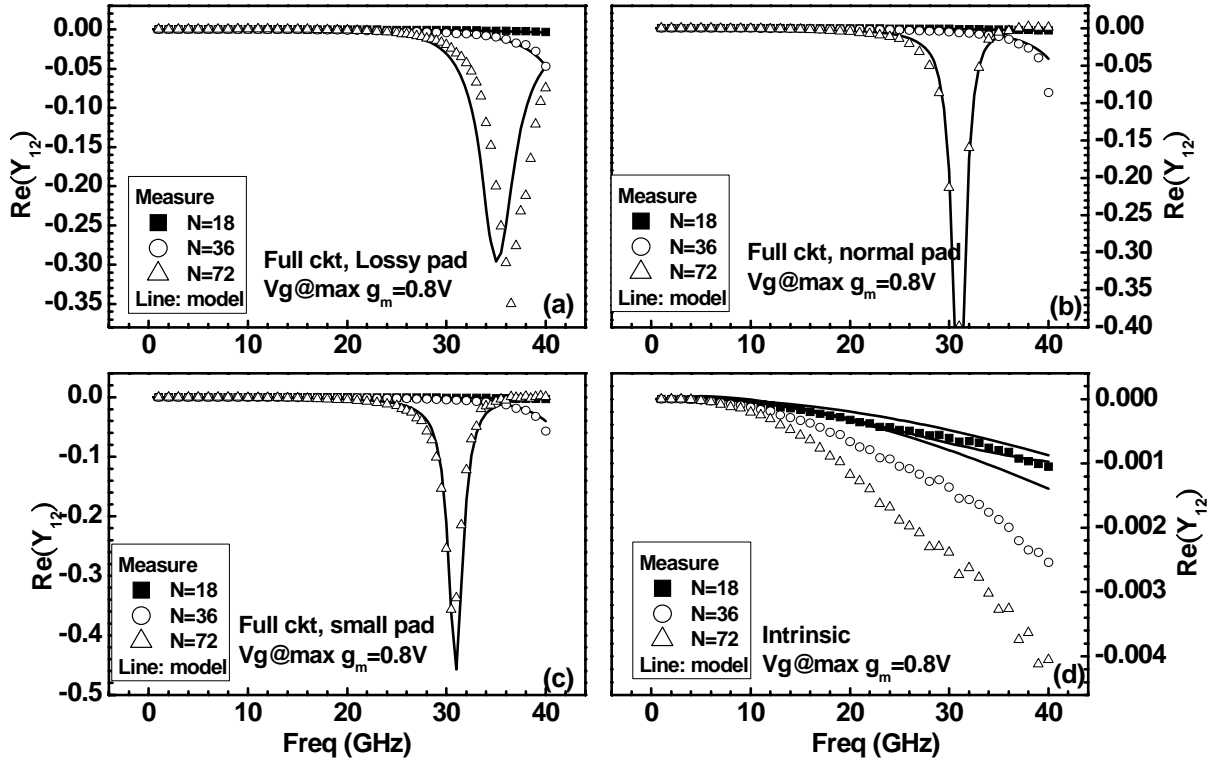 0.00
-0.05
-0.10
-0.15
-0.20
-0.25
-0.30
-0.35
Re(Y12)
Measure
N=18
N=36
N=72
Line: model
Full ckt, Lossy pad
Vg@max gm=0.8V
(a)
0 10 20 30 40
0.00
-0.05
-0.10
-0.15
-0.20
-0.25
-0.30
-0.35
-0.40
Re(Y12)
Measure
N=18
N=36
N=72
Line: model
Full ckt, normal pad
Vg@max gm=0.8V
(b)
0 10 20 30 40
0.0
-0.1
-0.2
-0.3
-0.4
-0.5
Re(Y12)
Measure
N=18
N=36
N=72
Line: model
Full ckt, small pad
Vg@max gm=0.8V
(c)
0 10 20 30 40
Freq (GHz)
0.000
-0.001
-0.002
-0.003
-0.004
Re(Y12)
Measure
N=18
N=36
N=72
Line: model
Intrinsic
Vg@max gm=0.8V
(d)
0 10 20 30 40
Freq (GHz)